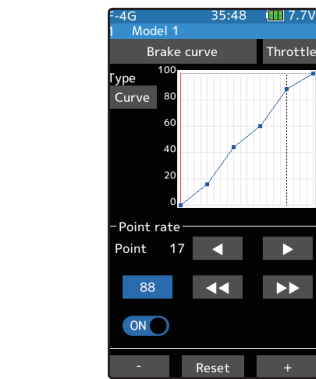 F-4G 35:48 7.7V
1 Model 1
Brake curve Throttle
Type
Curve
100
80
60
40
20
0
Point rate
Point 17 ◀ ▶
88 ◀◀ ▶▶
ON
- Reset +